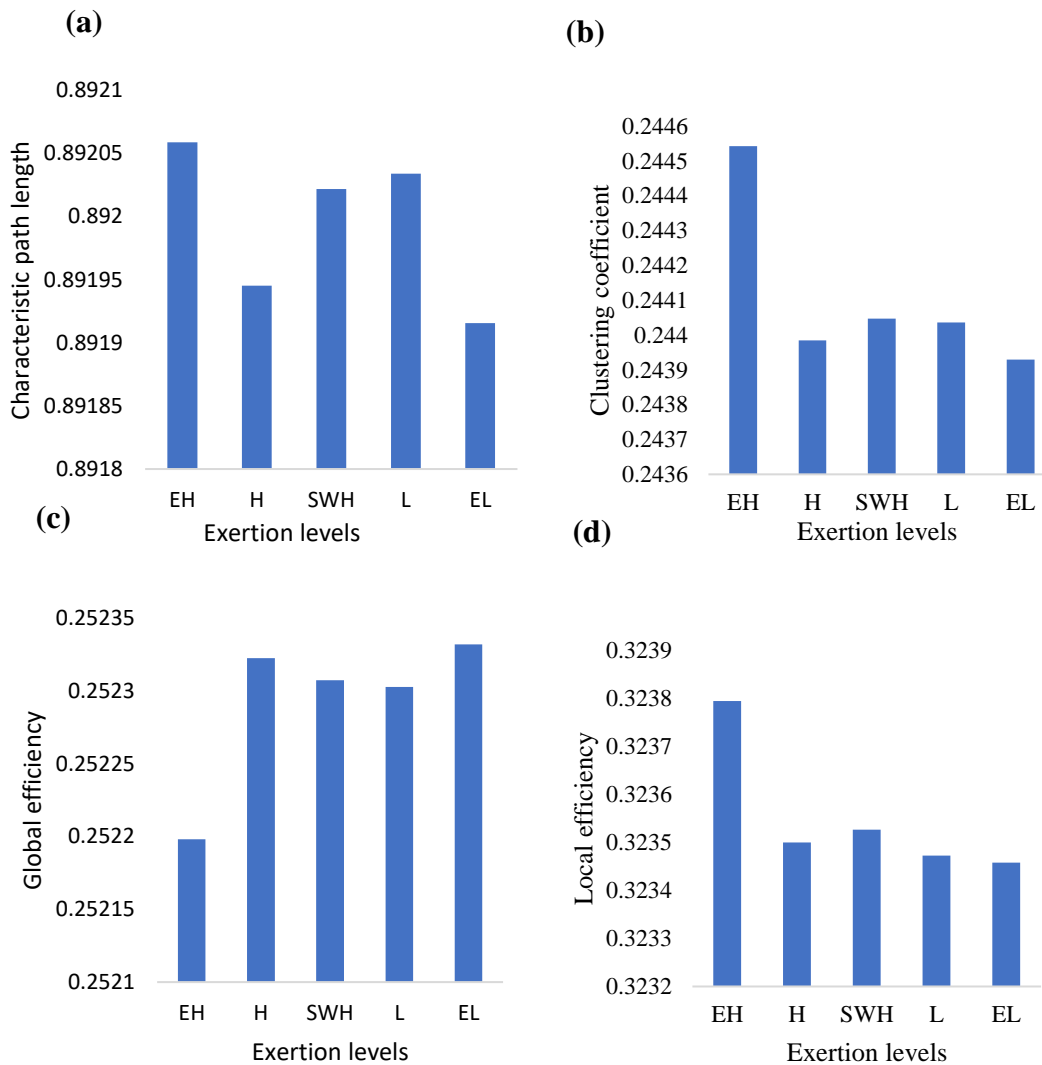 (a)
Characteristic path length
0.8921
0.89205
0.892
0.89195
0.8919
0.89185
0.8918
EH H SWH L EL
Exertion levels
(b)
Clustering coefficient
0.2446
0.2445
0.2444
0.2443
0.2442
0.2441
0.244
0.2439
0.2438
0.2437
0.2436
EH H SWH L EL
Exertion levels
(c)
Global efficiency
0.25235
0.2523
0.25225
0.2522
0.25215
0.2521
EH H SWH L EL
Exertion levels
(d)
Local efficiency
0.3239
0.3238
0.3237
0.3236
0.3235
0.3234
0.3233
0.3232
EH H SWH L EL
Exertion levels